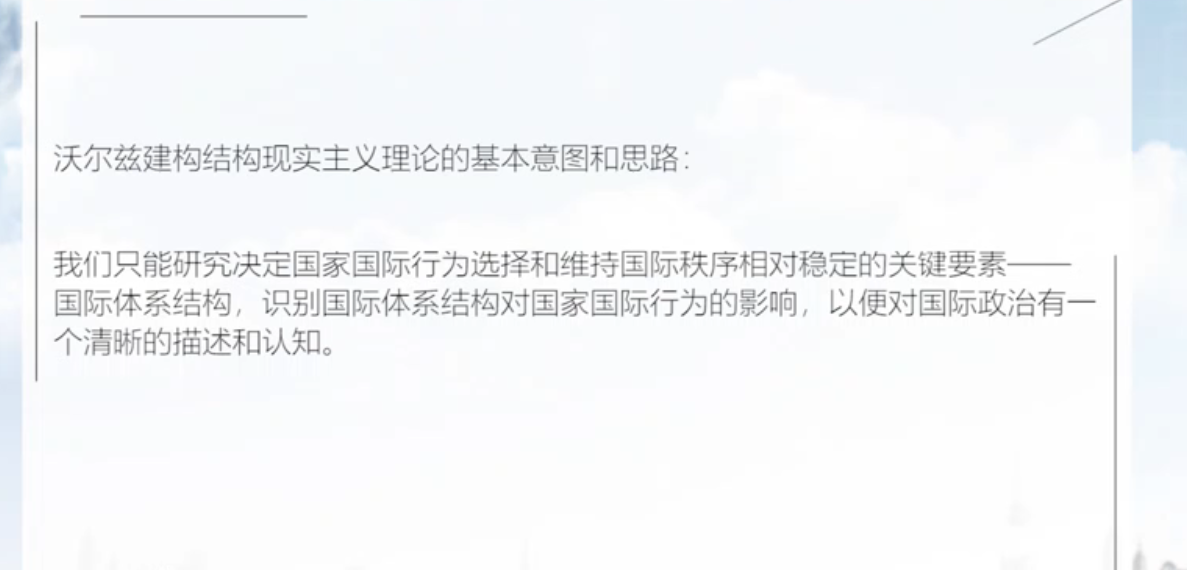 沃尔兹建构结构现实主义理论的基本意图和思路：
我们只能研究决定国家国际行为选择和维持国际秩序相对稳定的关键要素——
国际体系结构，识别国际体系结构对国家国际行为的影响，以便对国际政治有一
个清晰的描述和认知。